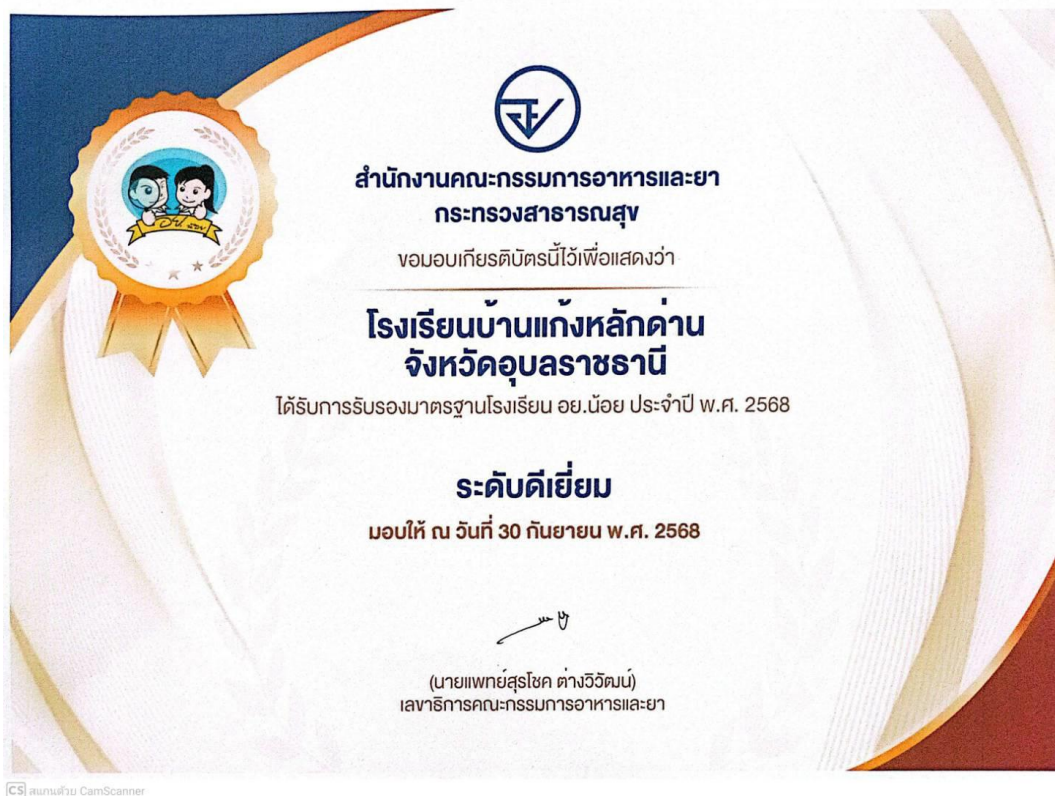 อย น้อย
สำนักงานคณะกรรมการอาหารและยา
กระทรวงสาธารณสุข
ขอมอบเกียรติบัตรนี้ไว้เพื่อแสดงว่า
โรงเรียนบ้านแก้งหลักด่าน
จังหวัดอุบลราชธานี
ได้รับการรับรองมาตรฐานโรงเรียน อย.น้อย ประจำปี พ.ศ. 2568
ระดับดีเยี่ยม
มอบให้ ณ วันที่ 30 กันยายน พ.ศ. 2568
(นายแพทย์สุรโชค ต่างวิวัฒน์)
เลขาธิการคณะกรรมการอาหารและยา
CS สแกนด้วย CamScanner